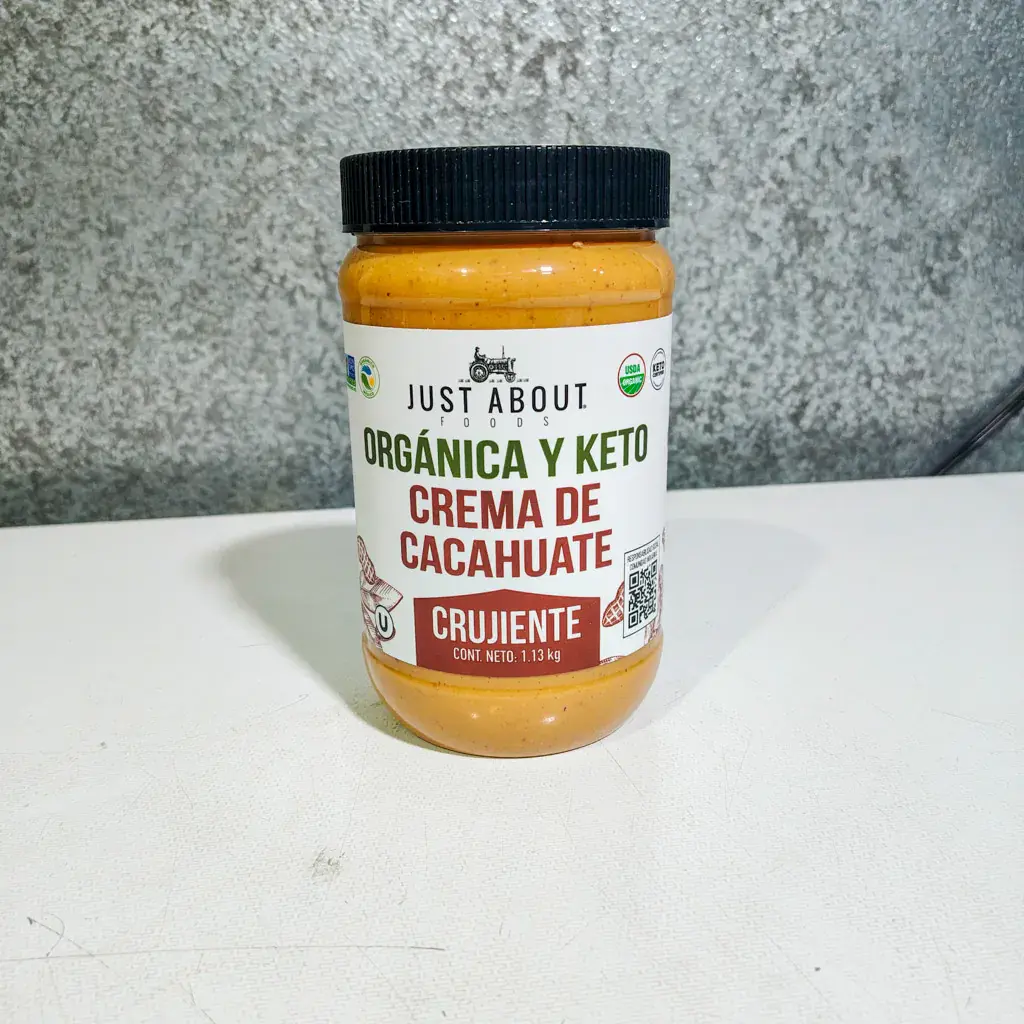 JUST ABOUT
FOODS
USDA
ORGANIC
KETO
ORGÁNICA Y KETO
CREMA DE
CACAHUATE
U
CRUJIENTE
CONT. NETO: 1.13 kg